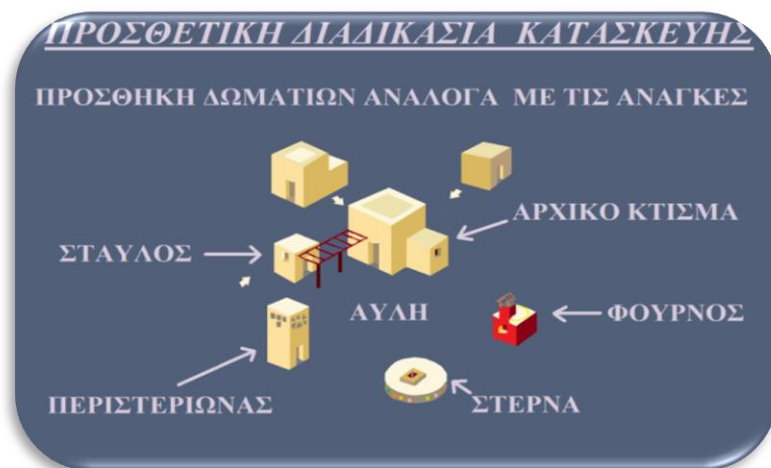 ΠΡΟΣΘΕΤΙΚΗ ΔΙΑΔΙΚΑΣΙΑ ΚΑΤΑΣΚΕΥΗΣ
ΠΡΟΣΘΗΚΗ ΔΩΜΑΤΙΩΝ ΑΝΑΛΟΓΑ ΜΕ ΤΙΣ ΑΝΑΓΚΕΣ
ΑΡΧΙΚΟ ΚΤΙΣΜΑ
ΣΤΑΥΛΟΣ
ΑΥΛΗ
ΦΟΥΡΝΟΣ
ΠΕΡΙΣΤΕΡΙΩΝΑΣ
ΣΤΕΡΝΑ